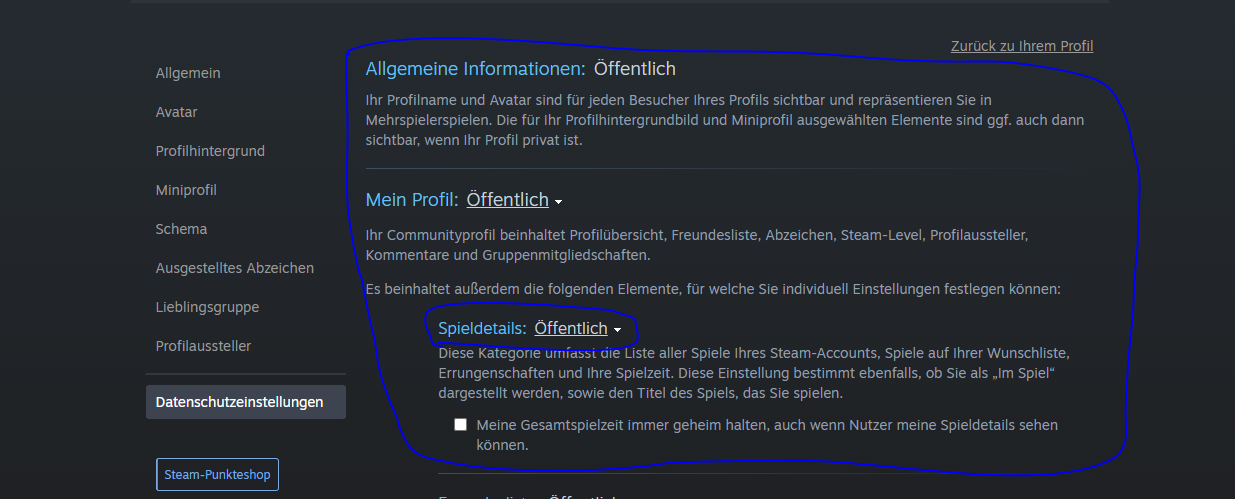 Zurück zu Ihrem Profil
Allgemein
Avatar
Profilhintergrund
Miniprofil
Schema
Ausgestelltes Abzeichen
Lieblingsgruppe
Profilaussteller
Datenschutzeinstellungen
Steam-Punkteshop
Allgemeine Informationen: Öffentlich
Ihr Profilname und Avatar sind für jeden Besucher Ihres Profils sichtbar und repräsentieren Sie in
Mehrspielerspielen. Die für Ihr Profilhintergrundbild und Miniprofil ausgewählten Elemente sind ggf. auch dann
sichtbar, wenn Ihr Profil privat ist.
Mein Profil: Öffentlich
Ihr Communityprofil beinhaltet Profilübersicht, Freundesliste, Abzeichen, Steam-Level, Profilaussteller,
Kommentare und Gruppenmitgliedschaften.
Es beinhaltet außerdem die folgenden Elemente, für welche Sie individuell Einstellungen festlegen können:
Spieldetails: Öffentlich
Diese Kategorie umfasst die Liste aller Spiele Ihres Steam-Accounts, Spiele auf Ihrer Wunschliste,
Errungenschaften und Ihre Spielzeit. Diese Einstellung bestimmt ebenfalls, ob Sie als „Im Spiel“
dargestellt werden, sowie den Titel des Spiels, das Sie spielen.
Meine Gesamtspielzeit immer geheim halten, auch wenn Nutzer meine Spieldetails sehen
können.